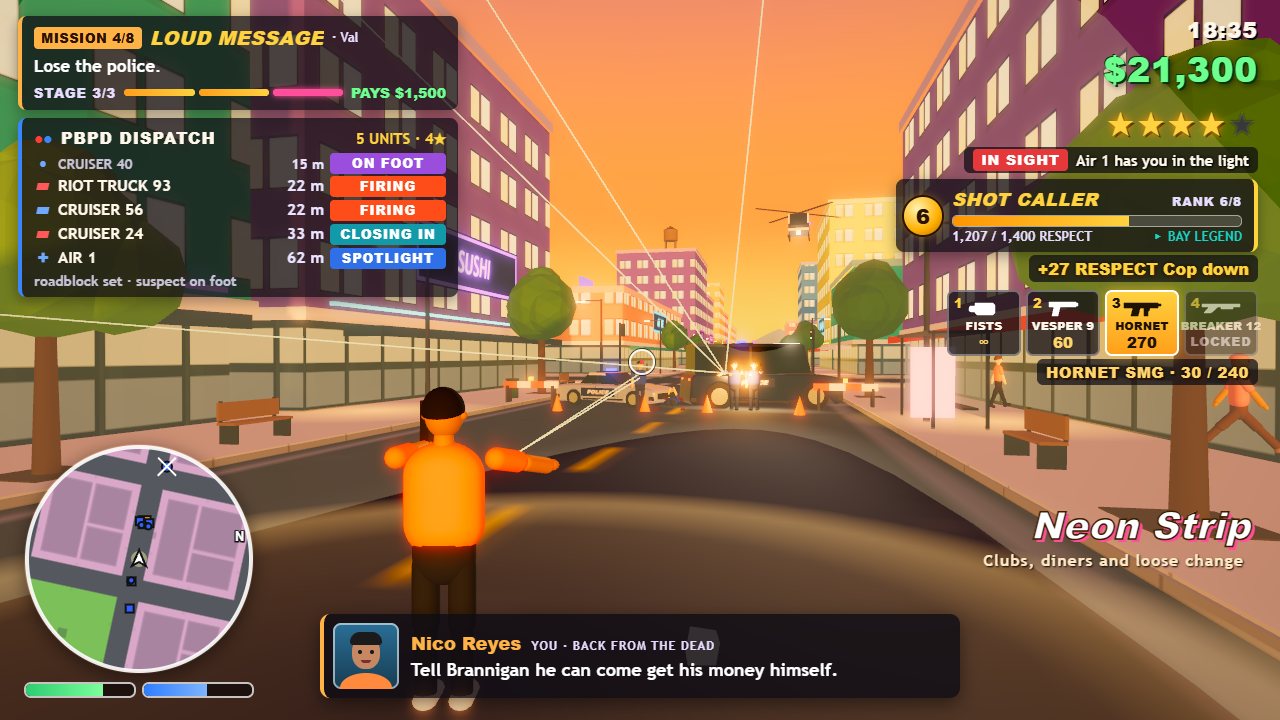 MISSION 4/8 LOUD MESSAGE · Val
Lose the police.
STAGE 3/3 PAYS $1,500
PBPD DISPATCH 5 UNITS · 4★
CRUISER 40 15 m ON FOOT
RIOT TRUCK 93 22 m FIRING
CRUISER 56 22 m FIRING
CRUISER 24 33 m CLOSING IN
AIR 1 62 m SPOTLIGHT
roadblock set · suspect on foot
18:35
$21,300
IN SIGHT Air 1 has you in the light
6 SHOT CALLER RANK 6/8
1,207 / 1,400 RESPECT ▸ BAY LEGEND
+27 RESPECT Cop down
1 FISTS ∞
2 VESPER 9 60
3 HORNET 270
4 BREAKER 12 LOCKED
HORNET SMG · 30 / 240
SUSHI
POLICE
N
Neon Strip
Clubs, diners and loose change
Nico Reyes YOU · BACK FROM THE DEAD
Tell Brannigan he can come get his money himself.